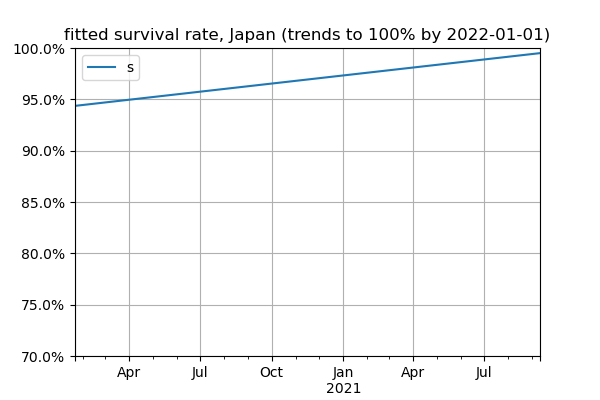 fitted survival rate, Japan (trends to 100% by 2022-01-01)
100.0%
s
95.0%
90.0%
85.0%
80.0%
75.0%
70.0%
Apr Jul Oct Jan Apr Jul
2021